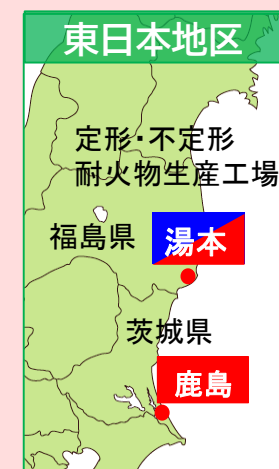 東日本地区
定形・不定形
耐火物生産工場
福島県
湯本
茨城県
鹿島